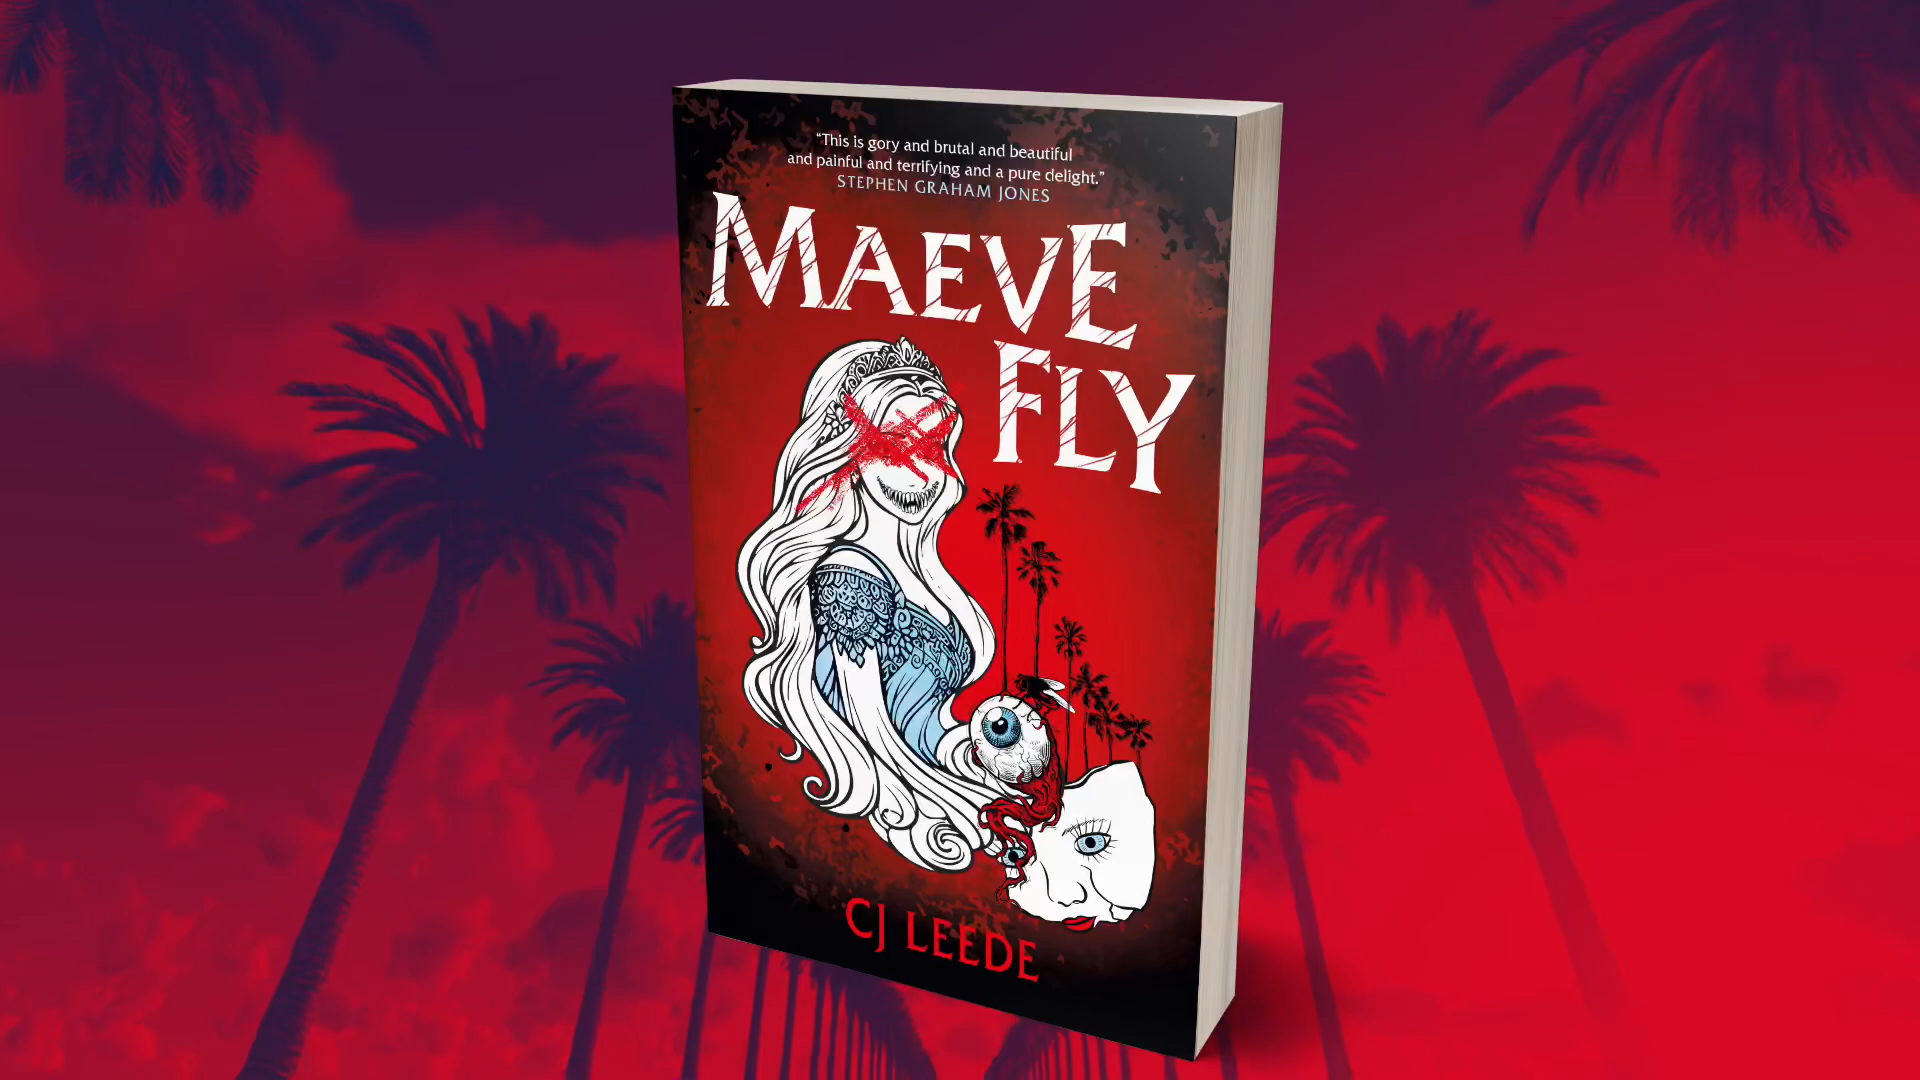 “This is gory and brutal and beautiful
and painful and terrifying and a pure delight.”
STEPHEN GRAHAM JONES
MAEVE
FLY
CJ LEEDE